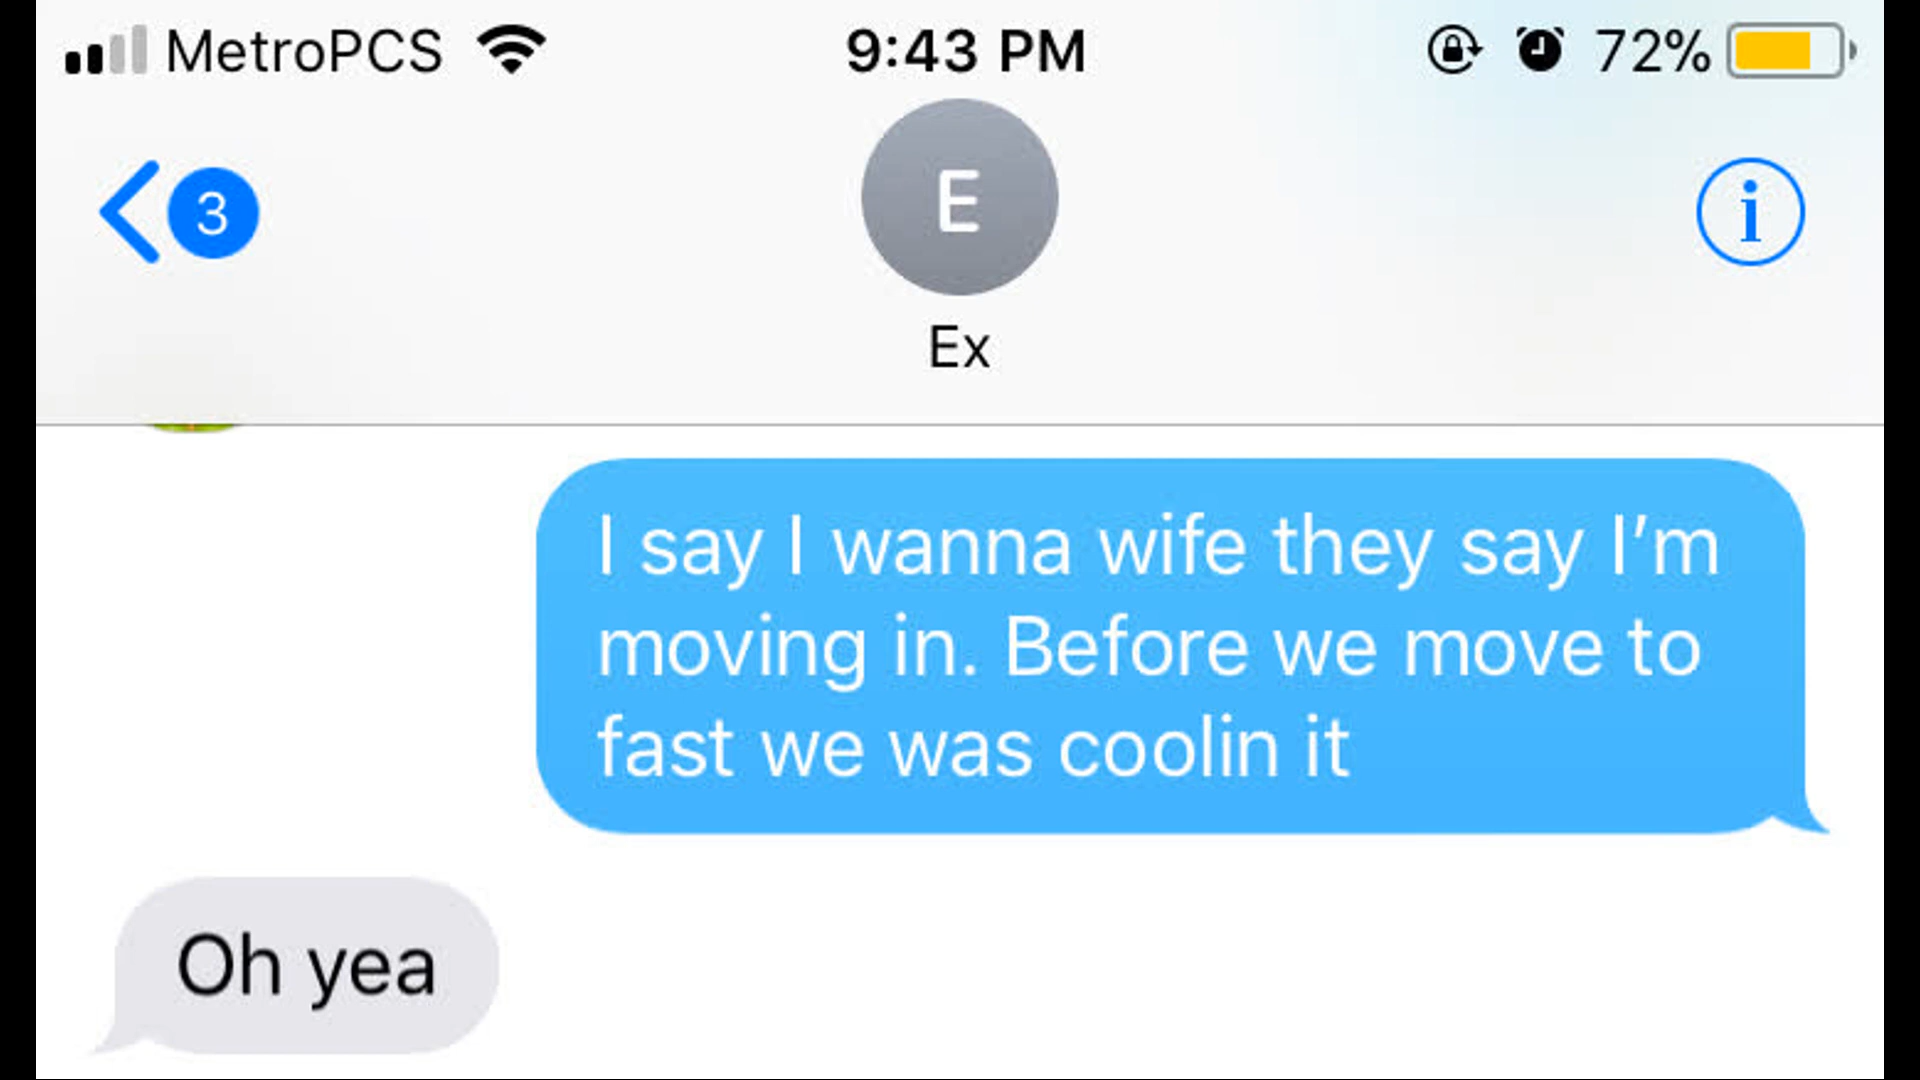 MetroPCS 9:43 PM 72%
3
E
i
Ex
I say I wanna wife they say I’m
moving in. Before we move to
fast we was coolin it
Oh yea